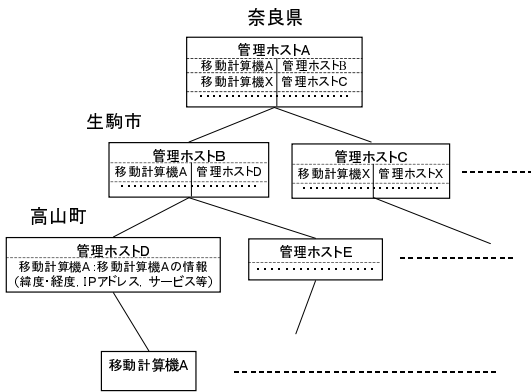 奈良県
管理ホストA
移動計算機A 管理ホストB
移動計算機X 管理ホストC
生駒市
管理ホストB
移動計算機A 管理ホストD
管理ホストC
移動計算機X 管理ホストX
高山町
管理ホストD
移動計算機A:移動計算機Aの情報
(緯度・経度, IPアドレス, サービス等)
管理ホストE
移動計算機A